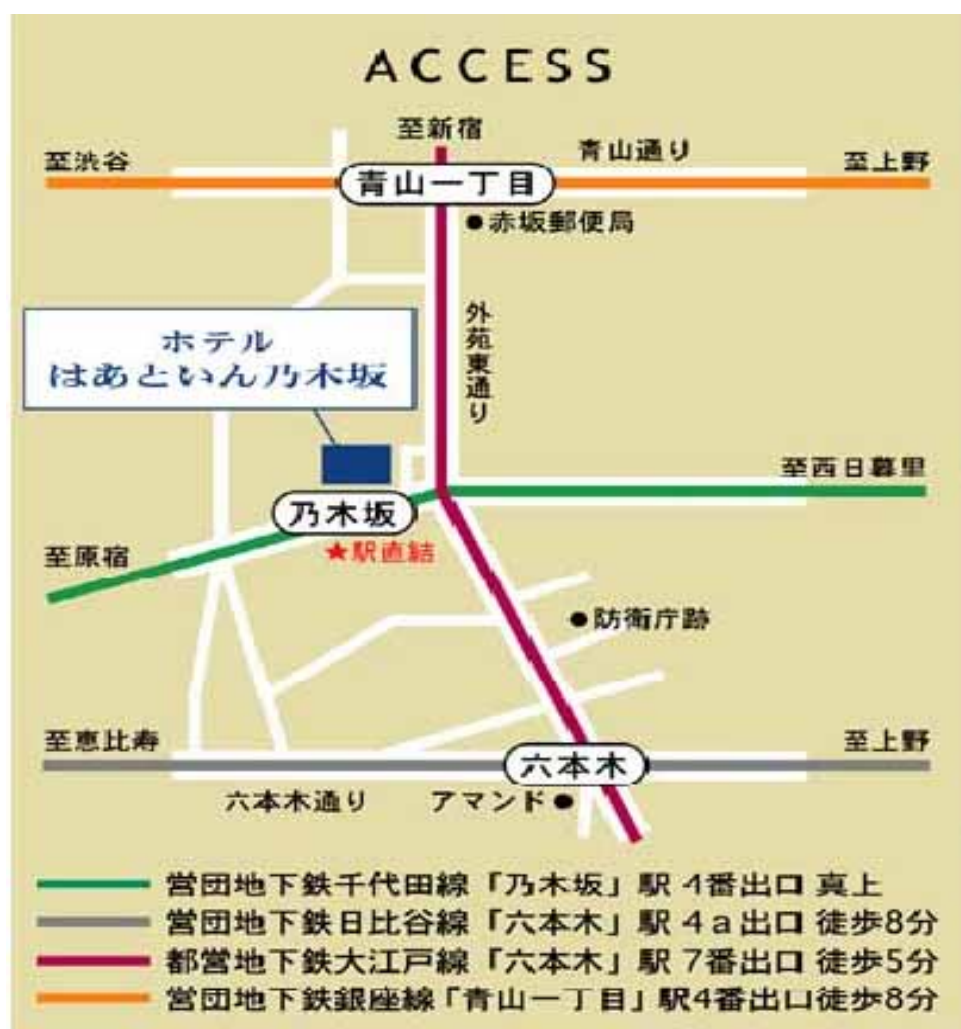 ACCESS
至新宿
至渋谷
青山通り
至上野
青山一丁目
●赤坂郵便局
外苑東通り
ホテル
はあといん乃木坂
至西日暮里
乃木坂
★駅直結
至原宿
●防衛庁跡
至恵比寿
至上野
六本木
六本木通り
アマンド●
営団地下鉄千代田線「乃木坂」駅 4番出口 真上
営団地下鉄日比谷線「六本木」駅 4a出口 徒歩8分
都営地下鉄大江戸線「六本木」駅 7番出口 徒歩5分
営団地下鉄銀座線「青山一丁目」駅4番出口徒歩8分